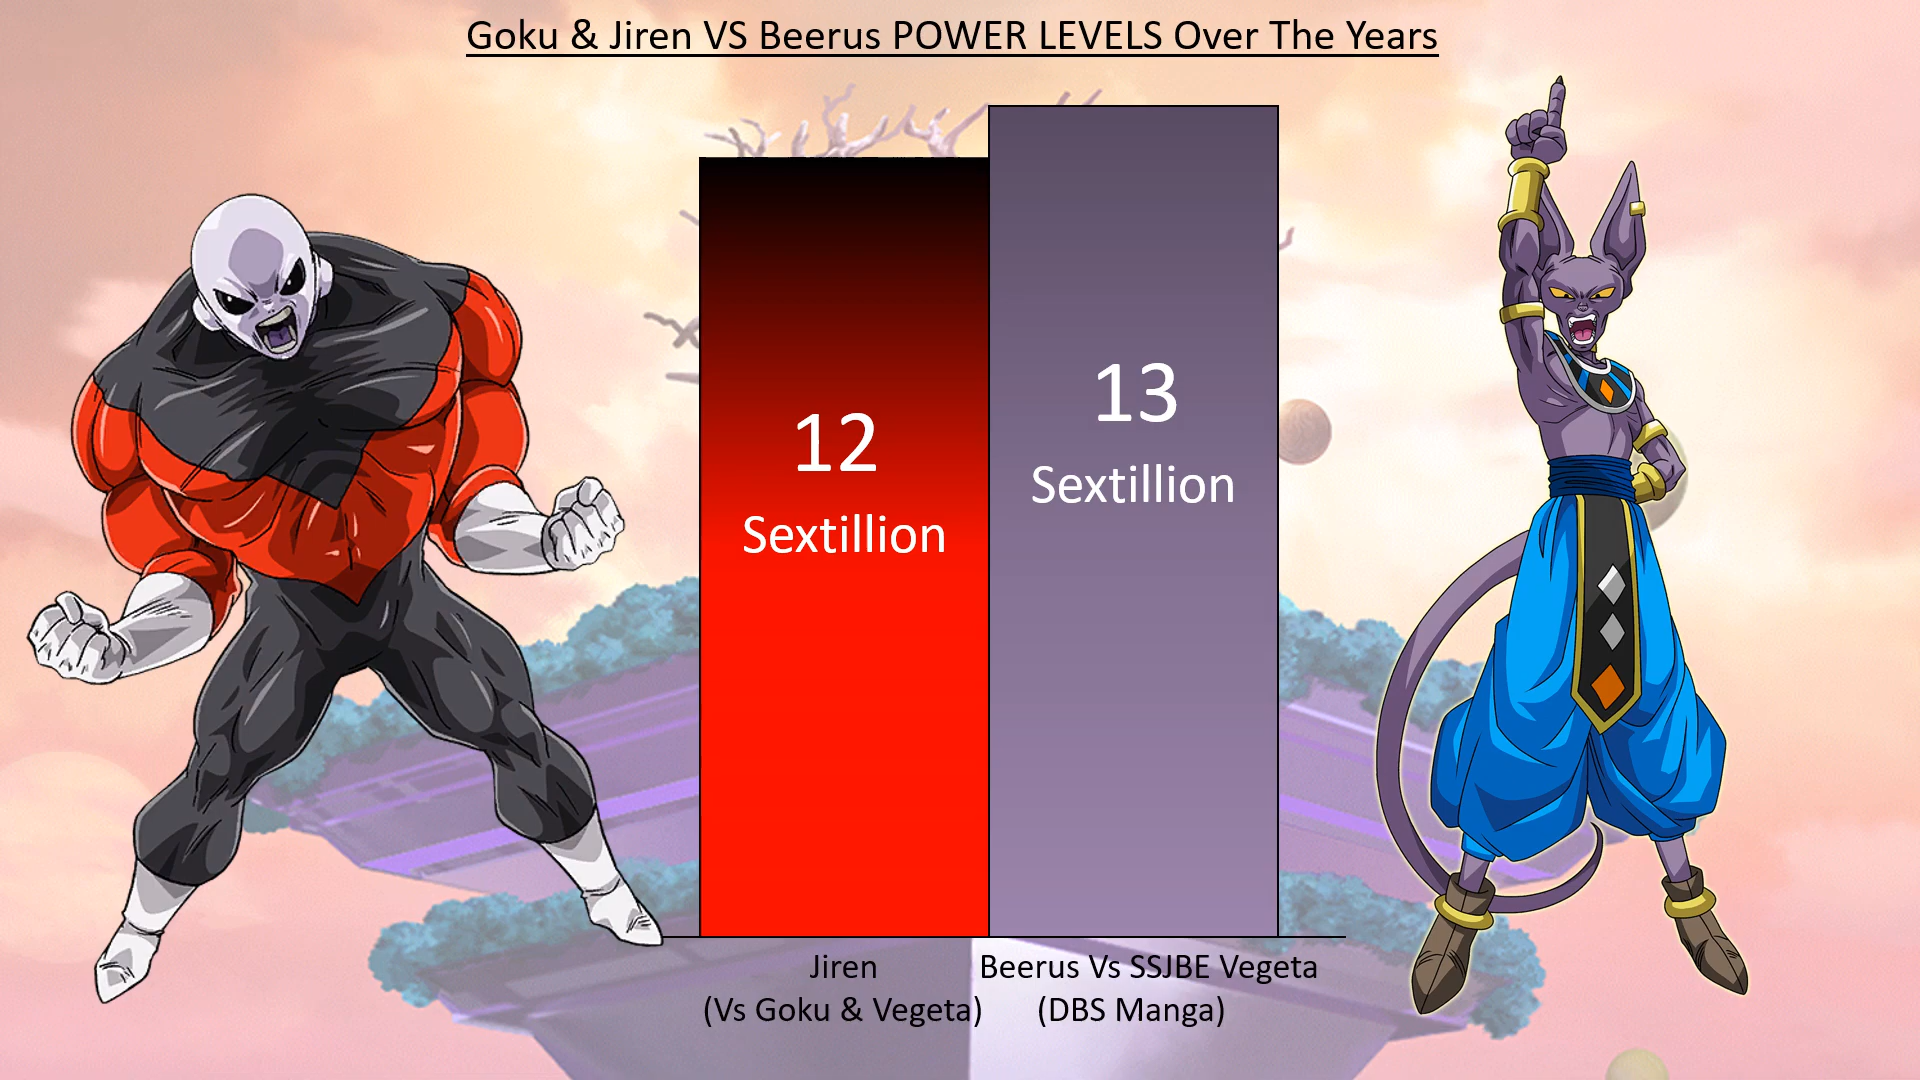 Goku & Jiren VS Beerus POWER LEVELS Over The Years
12
Sextillion
13
Sextillion
Jiren
(Vs Goku & Vegeta)
Beerus Vs SSJBE Vegeta
(DBS Manga)